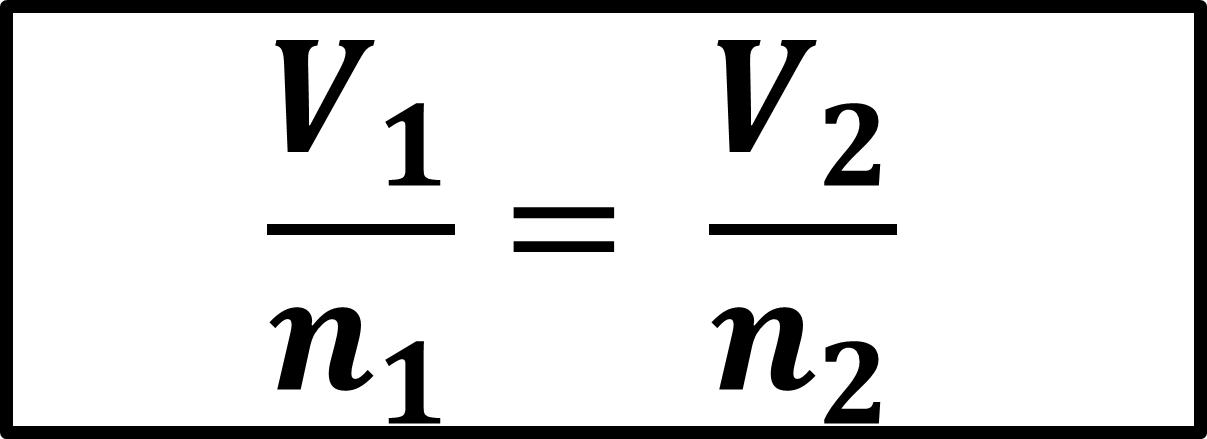 V₁/n₁ = V₂/n₂